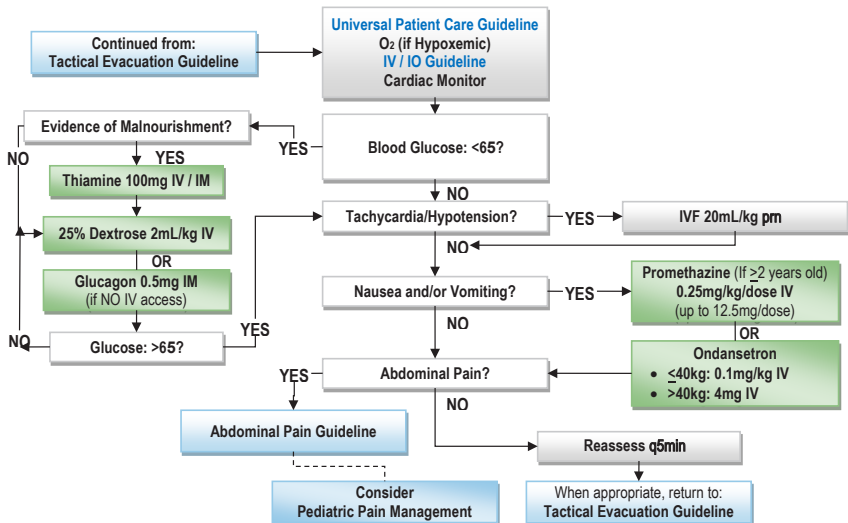 Continued from:
Tactical Evacuation Guideline
Universal Patient Care Guideline
O2 (if Hypoxemic)
IV / IO Guideline
Cardiac Monitor
Evidence of Malnourishment?
YES
Blood Glucose: <65?
NO
YES
NO
Thiamine 100mg IV / IM
Tachycardia/Hypotension?
YES
IVF 20mL/kg prn
25% Dextrose 2mL/kg IV
NO
OR
Glucagon 0.5mg IM
(if NO IV access)
Nausea and/or Vomiting?
YES
Promethazine (If >2 years old)
0.25mg/kg/dose IV
(up to 12.5mg/dose)
NO
YES
NO
Glucose: >65?
OR
Ondansetron
• <40kg: 0.1mg/kg IV
• >40kg: 4mg IV
Abdominal Pain?
YES
NO
Abdominal Pain Guideline
Reassess q5min
Consider
Pediatric Pain Management
When appropriate, return to:
Tactical Evacuation Guideline